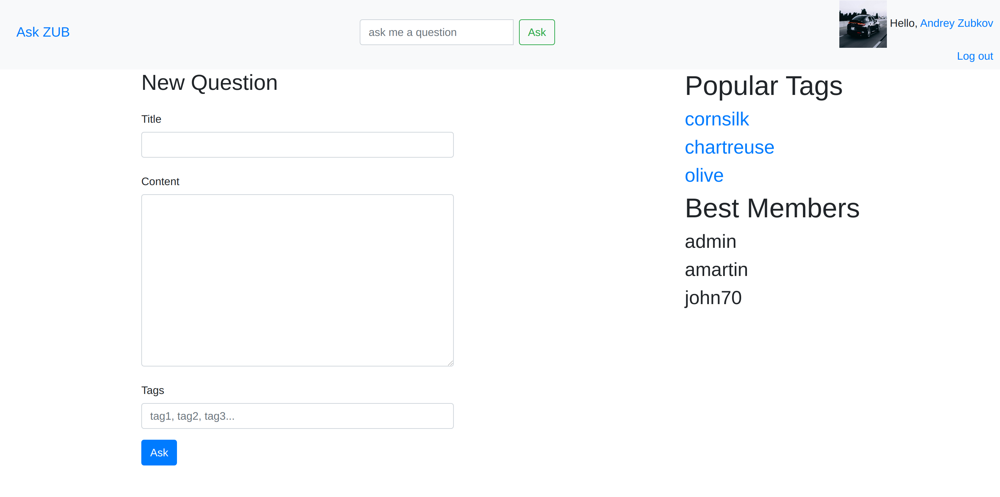 Ask ZUB
ask me a question
Ask
Hello, Andrey Zubkov
Log out
New Question
Title
Content
Tags
tag1, tag2, tag3...
Ask
Popular Tags
cornsilk
chartreuse
olive
Best Members
admin
amartin
john70